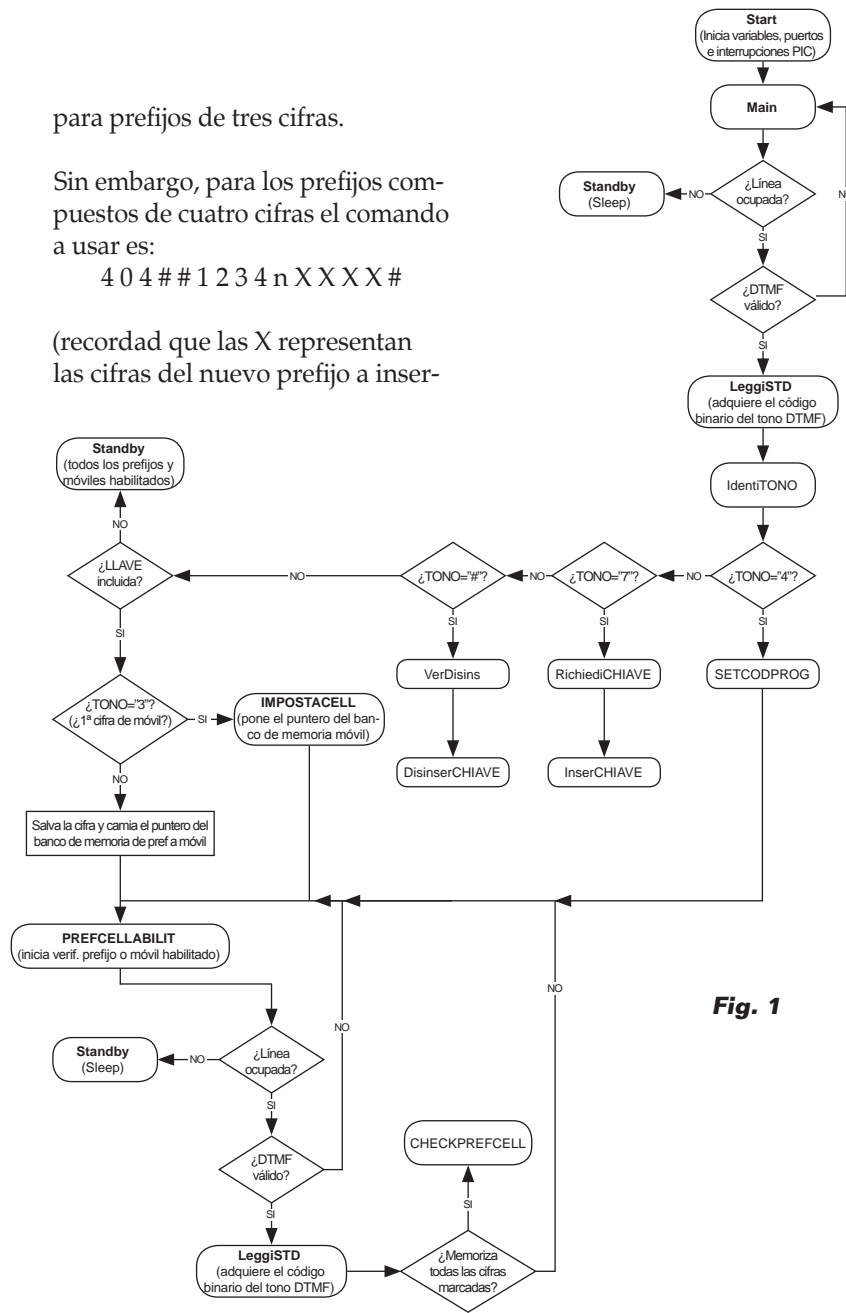 para prefijos de tres cifras.
Sin embargo, para los prefijos com-
puestos de cuatro cifras el comando
a usar es:
4 0 4 # # 1 2 3 4 n X X X X #
(recordad que las X representan
las cifras del nuevo prefijo a inser-
Start
(Inicia variables, puertos
e interrupciones PIC)
Main
¿Línea
ocupada?
NO
Standby
(Sleep)
SI
¿DTMF
válido?
N
SI
LeggiSTD
(adquiere el código
binario del tono DTMF)
IdentiTONO
¿TONO="4"?
NO
¿TONO="7"?
NO
¿TONO="#"?
NO
¿LLAVE
incluida?
NO
Standby
(todos los prefijos y
móviles habilitados)
SI
SETCODPROG
SI
RichiediCHIAVE
InserCHIAVE
SI
VerDisins
DisinserCHIAVE
SI
¿TONO="3"?
(¿1ª cifra de móvil?)
SI
IMPOSTACELL
(pone el puntero del ban-
co de memoria móvil)
NO
Salva la cifra y camia el puntero del
banco de memoria de pref a móvil
PREFCELLABILIT
(inicia verif. prefijo o móvil habilitado)
¿Línea
ocupada?
NO
Standby
(Sleep)
SI
¿DTMF
válido?
NO
SI
LeggiSTD
(adquiere el código
binario del tono DTMF)
¿Memoriza
todas las cifras
marcadas?
NO
SI
CHECKPREFCELL
Fig. 1